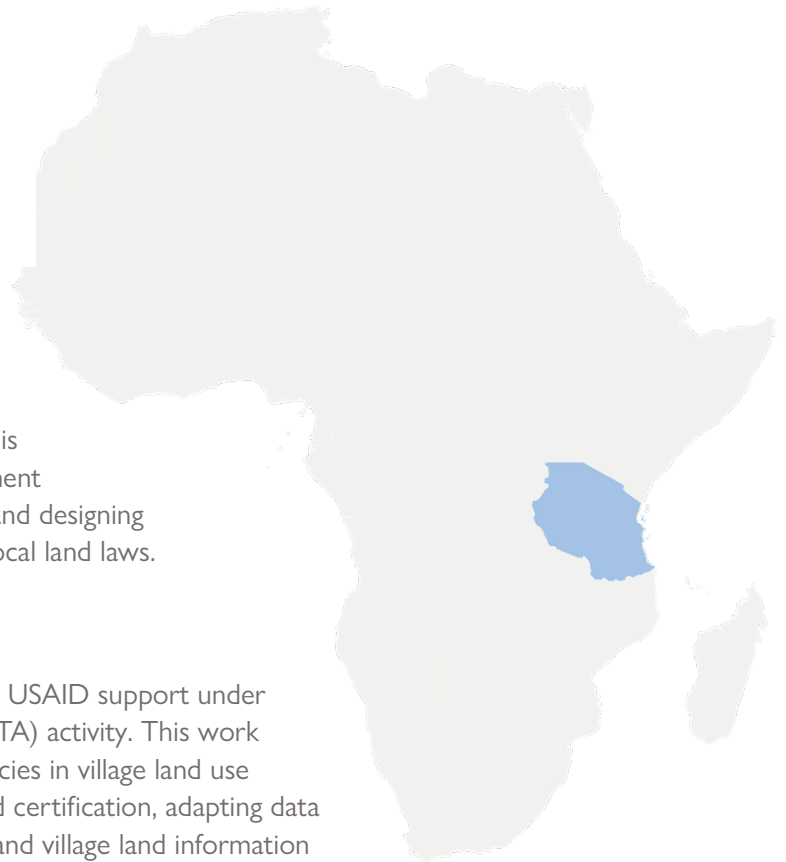 is
nent
and designing
ocal land laws.
USAID support under
TA) activity. This work
cies in village land use
d certification, adapting data
and village land information